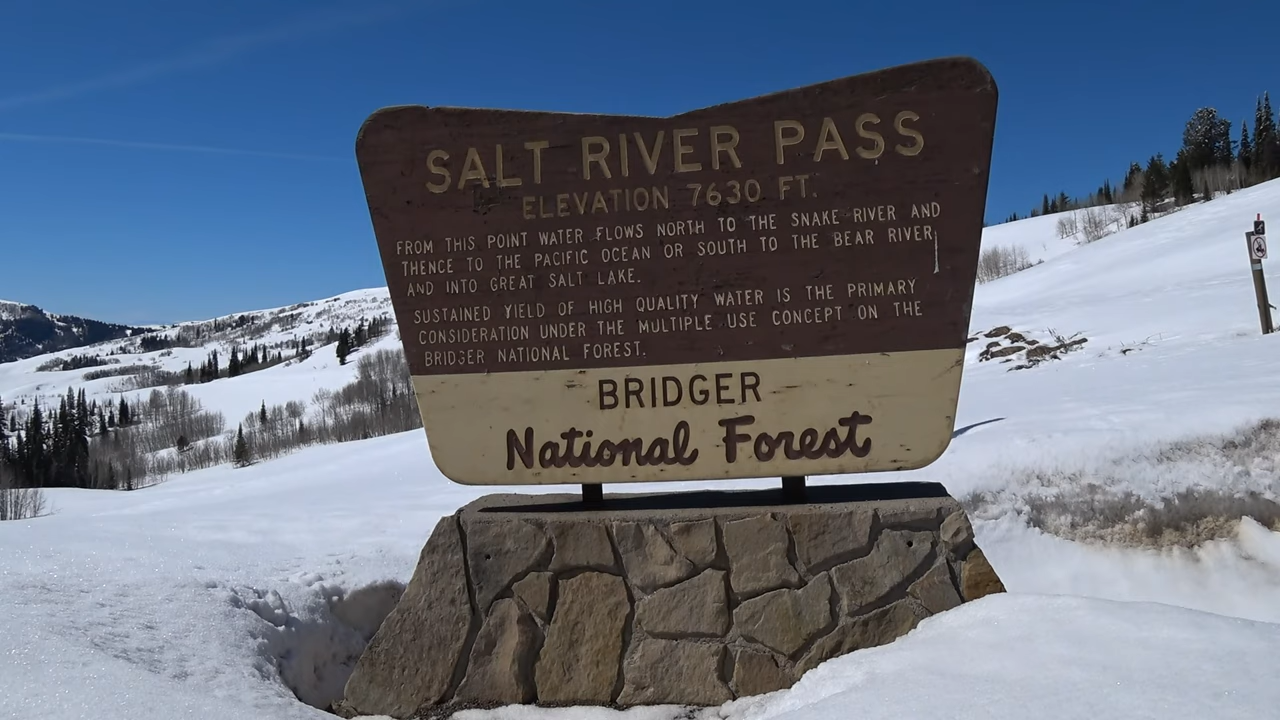 SALT RIVER PASS
ELEVATION 7630 FT.
FROM THIS POINT WATER FLOWS NORTH TO THE SNAKE RIVER AND
THENCE TO THE PACIFIC OCEAN OR SOUTH TO THE BEAR RIVER
AND INTO GREAT SALT LAKE.
SUSTAINED YIELD OF HIGH QUALITY WATER IS THE PRIMARY
CONSIDERATION UNDER THE MULTIPLE USE CONCEPT ON THE
BRIDGER NATIONAL FOREST.
BRIDGER
National Forest